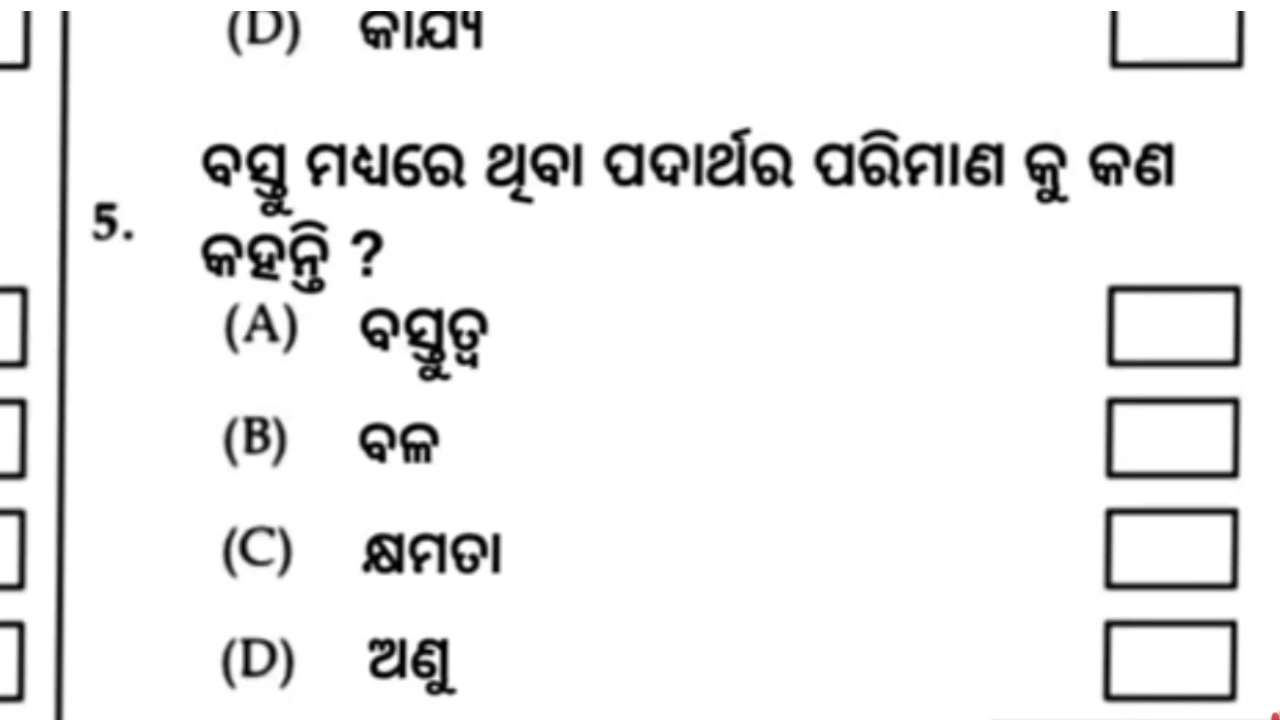 (D) କାର୍ଯ୍ୟ
ବସ୍ତୁ ମଧ୍ୟରେ ଥିବା ପଦାର୍ଥର ପରିମାଣ କୁ କଣ
5.
କହନ୍ତି ?
(A) ବସ୍ତୁତ୍ୱ
(B) ବଳ
(C) କ୍ଷମତା
(D) ଅଣୁ